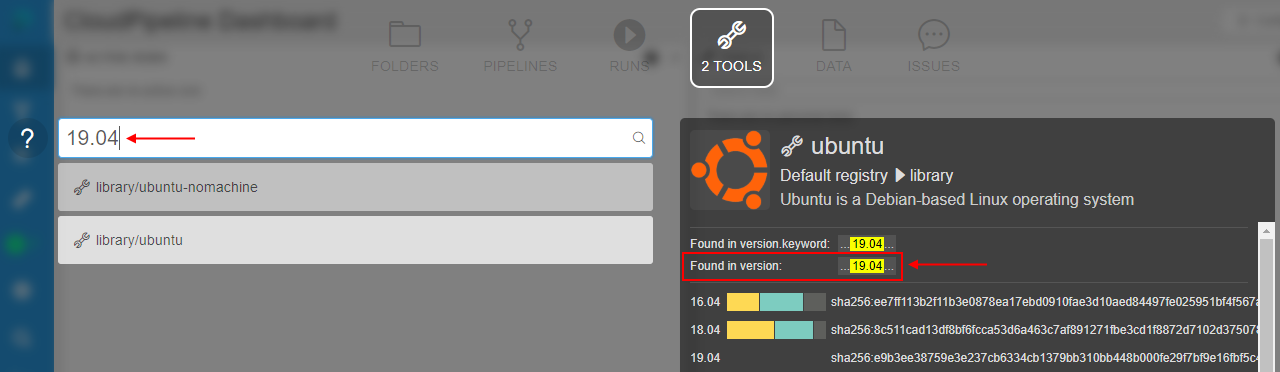 CloudPipeline Dashboard
FOLDERS
PIPELINES
RUNS
2 TOOLS
DATA
ISSUES
?
19.04
library/ubuntu-nomachine
library/ubuntu
ubuntu
Default registry library
Ubuntu is a Debian-based Linux operating system
Found in version.keyword: ...19.04...
Found in version: ...19.04...
16.04 sha256:ee7ff113b2f11b3e0878ea17ebd0910fae3d10aed84497fe025951bf4f567a
18.04 sha256:8c511cad13df8bf6fcca53d6a463c7af891271fbe3cd1f8872d7102d375078
19.04 sha256:e9b3ee38759e3e237cb6334cb1379bb310bb448b000fe29f7bf9e16fbf5c4